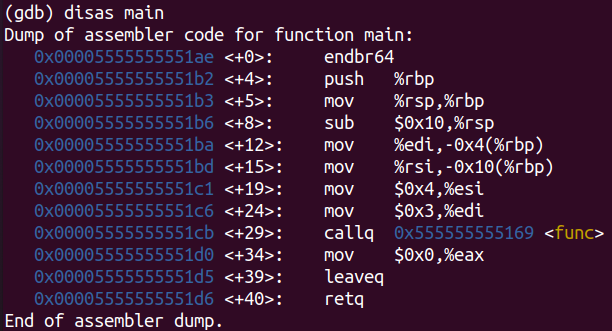 (gdb) disas main
Dump of assembler code for function main:
   0x00005555555551ae <+0>:     endbr64
   0x00005555555551b2 <+4>:     push   %rbp
   0x00005555555551b3 <+5>:     mov    %rsp,%rbp
   0x00005555555551b6 <+8>:     sub    $0x10,%rsp
   0x00005555555551ba <+12>:    mov    %edi,-0x4(%rbp)
   0x00005555555551bd <+15>:    mov    %rsi,-0x10(%rbp)
   0x00005555555551c1 <+19>:    mov    $0x4,%esi
   0x00005555555551c6 <+24>:    mov    $0x3,%edi
   0x00005555555551cb <+29>:    callq  0x555555555169 <func>
   0x00005555555551d0 <+34>:    mov    $0x0,%eax
   0x00005555555551d5 <+39>:    leaveq
   0x00005555555551d6 <+40>:    retq
End of assembler dump.